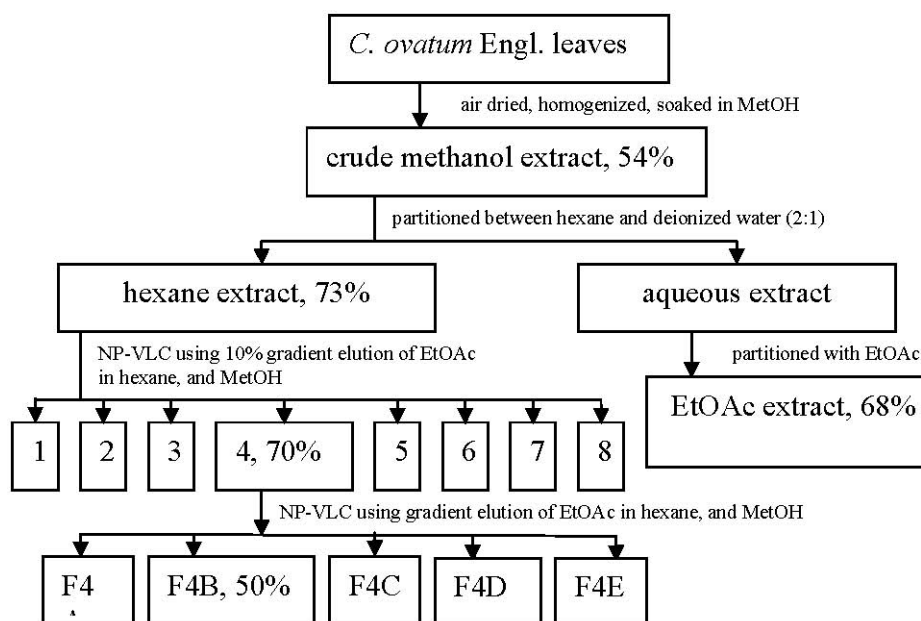 C. ovatum Engl. leaves
air dried, homogenized, soaked in MetOH
crude methanol extract, 54%
partitioned between hexane and deionized water (2:1)
hexane extract, 73%
aqueous extract
NP-VLC using 10% gradient elution of EtOAc
in hexane, and MetOH
partitioned with EtOAc
EtOAc extract, 68%
1
2
3
4, 70%
5
6
7
8
NP-VLC using gradient elution of EtOAc in hexane, and MetOH
F4
F4B, 50%
F4C
F4D
F4E